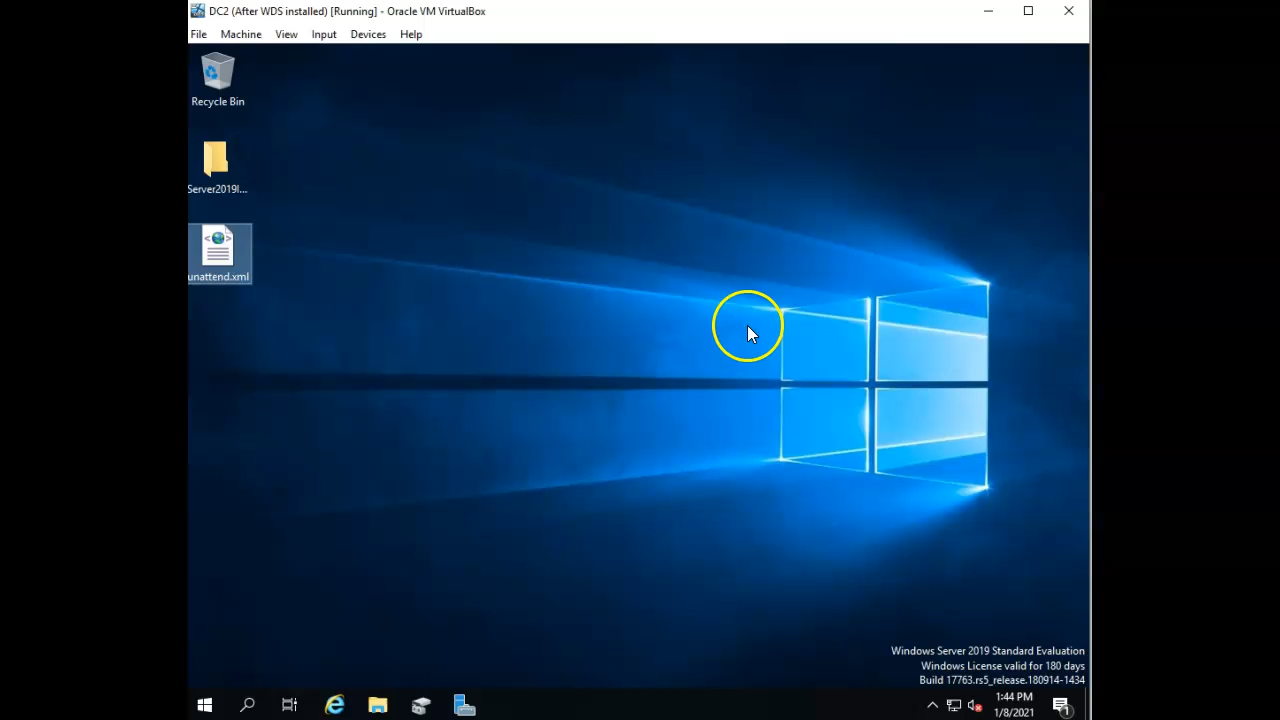 DC2 (After WDS installed) [Running] - Oracle VM VirtualBox
File Machine View Input Devices Help
Recycle Bin
Server2019I...
unattend.xml
Windows Server 2019 Standard Evaluation
Windows License valid for 180 days
Build 17763.rs5_release.180914-1434
1:44 PM
1/8/2021
1